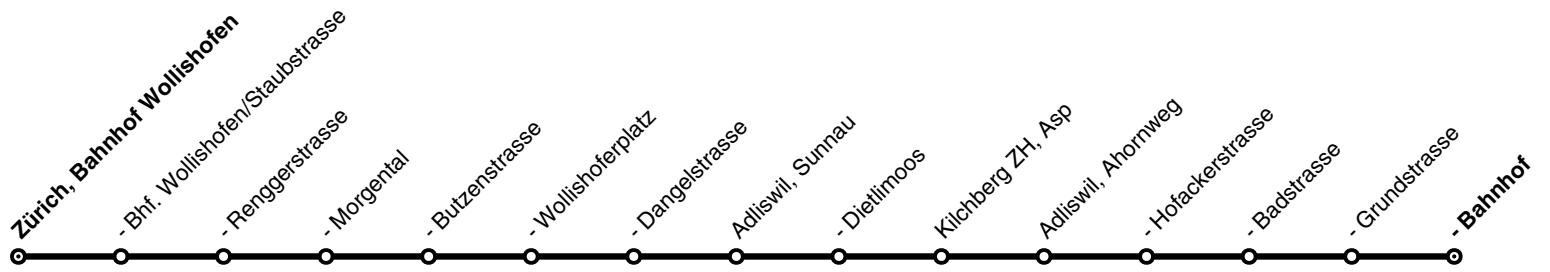 Zürich, Bahnhof Wollishofen
- Bhf. Wollishofen/Staubstrasse
- Renggerstrasse
- Morgental
- Butzenstrasse
- Wollishoferplatz
- Dangelstrasse
Adliswil, Sunnau
- Dietlimoos
Kilchberg ZH, Asp
Adliswil, Ahornweg
- Hofackerstrasse
- Badstrasse
- Grundstrasse
- Bahnhof